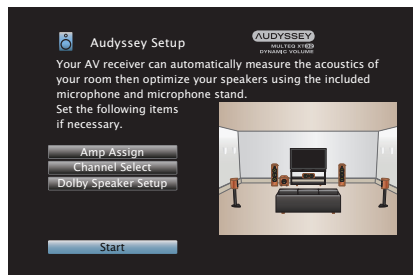 Audyssey Setup
AUDYSSEY
MULTEQ XT32
DYNAMIC VOLUME
Your AV receiver can automatically measure the acoustics of
your room then optimize your speakers using the included
microphone and microphone stand.
Set the following items
if necessary.
Amp Assign
Channel Select
Dolby Speaker Setup
Start